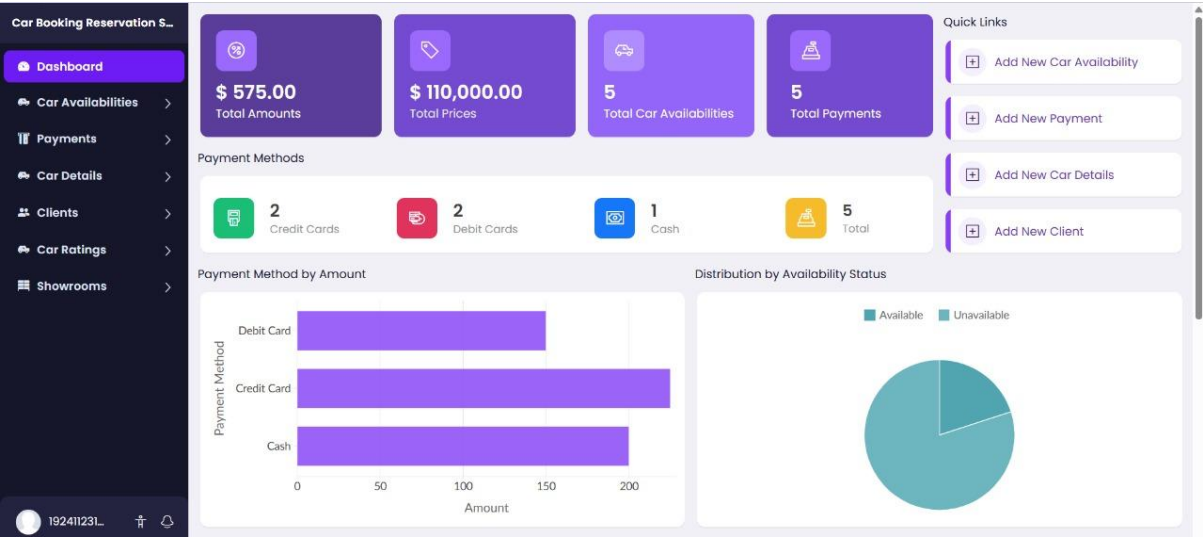 Car Booking Reservation S...
Dashboard
Car Availabilities
Payments
Car Details
Clients
Car Ratings
Showrooms
192411231...
$ 575.00
Total Amounts
$ 110,000.00
Total Prices
5
Total Car Availabilities
5
Total Payments
Quick Links
Add New Car Availability
Add New Payment
Add New Car Details
Add New Client
Payment Methods
2
Credit Cards
2
Debit Cards
1
Cash
5
Total
Payment Method by Amount
Payment Method
Debit Card
Credit Card
Cash
0 50 100 150 200
Amount
Distribution by Availability Status
Available Unavailable